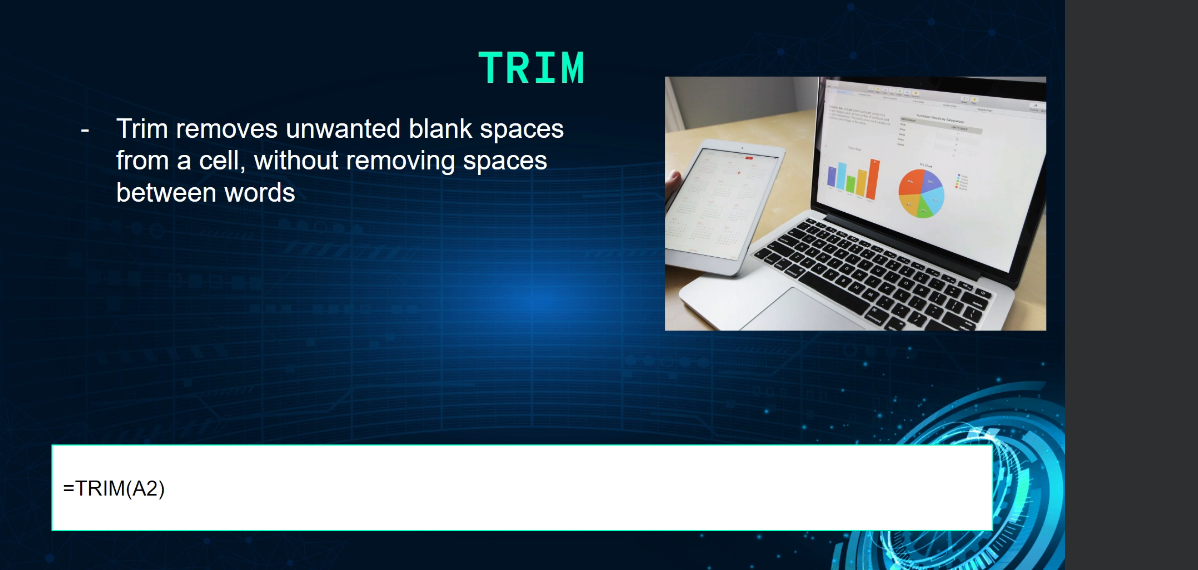 TRIM
- Trim removes unwanted blank spaces
from a cell, without removing spaces
between words
=TRIM(A2)